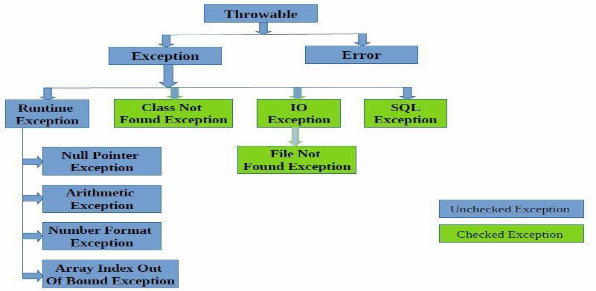 Throwable
Exception
Error
Runtime
Exception
Class Not
Found Exception
IO
Exception
SQL
Exception
File Not
Found Exception
Null Pointer
Exception
Arithmetic
Exception
Number Format
Exception
Array Index Out
Of Bound Exception
Unchecked Exception
Checked Exception